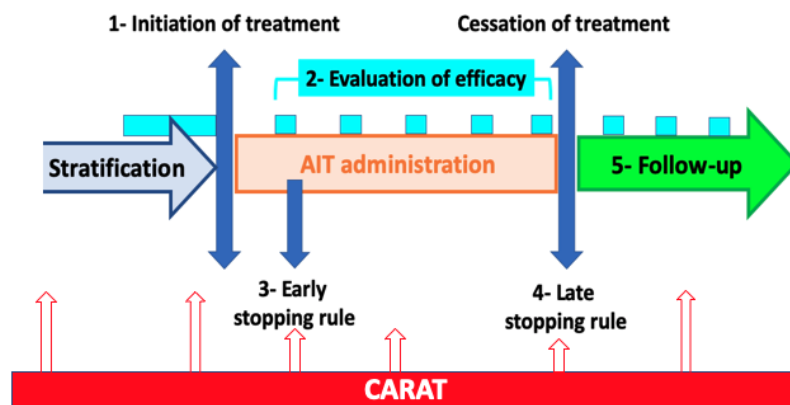 1- Initiation of treatment
Cessation of treatment
2- Evaluation of efficacy
Stratification
AIT administration
5- Follow-up
3- Early
stopping rule
4- Late
stopping rule
CARAT